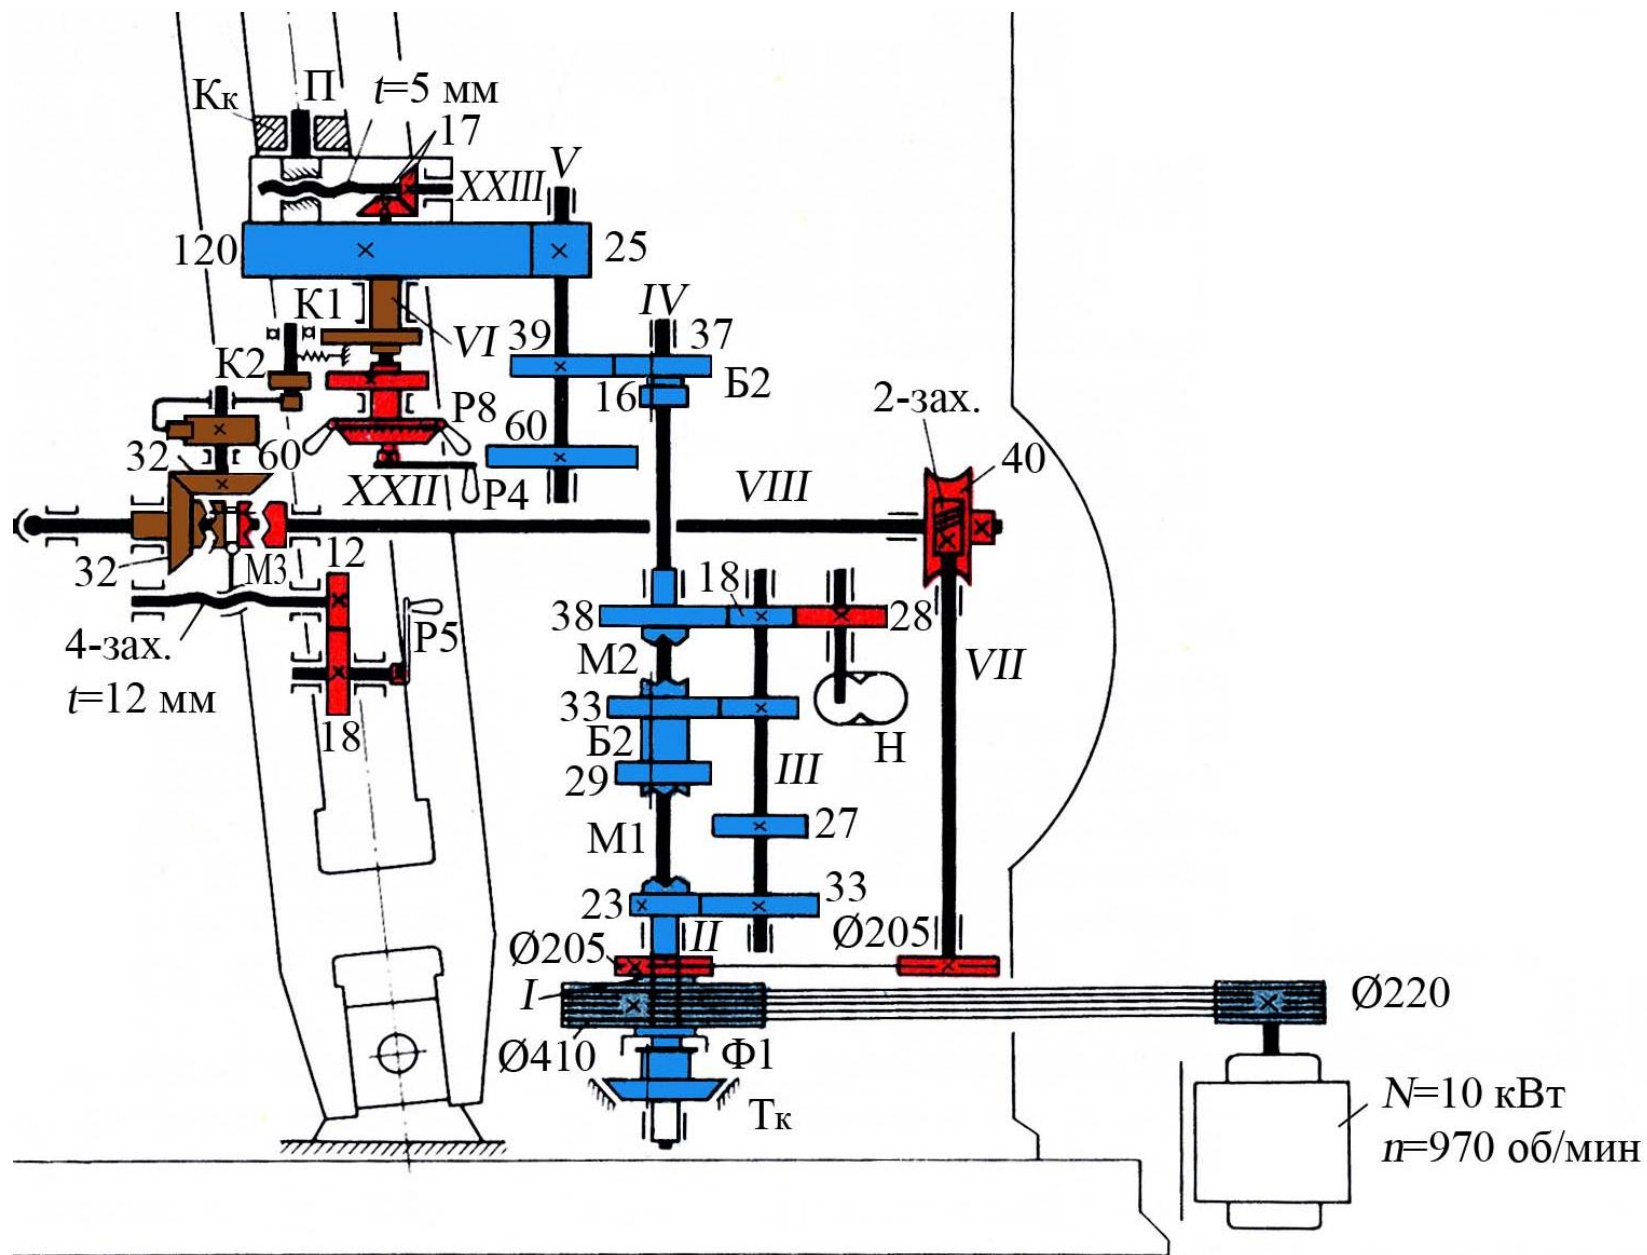 Кк
П
t=5 мм
17
V
XXIII
120
25
К1
VI
IV
39
37
К2
16
Б2
Р8
2-зах.
32
60
60
40
XXII
Р4
VIII
32
М3
12
18
38
28
4-зах.
Р5
М2
VII
t=12 мм
33
18
Б2
Н
29
III
М1
27
23
33
Ø205
II
Ø205
I
Ø220
Ø410
Ф1
Тк
N=10 кВт
n=970 об/мин